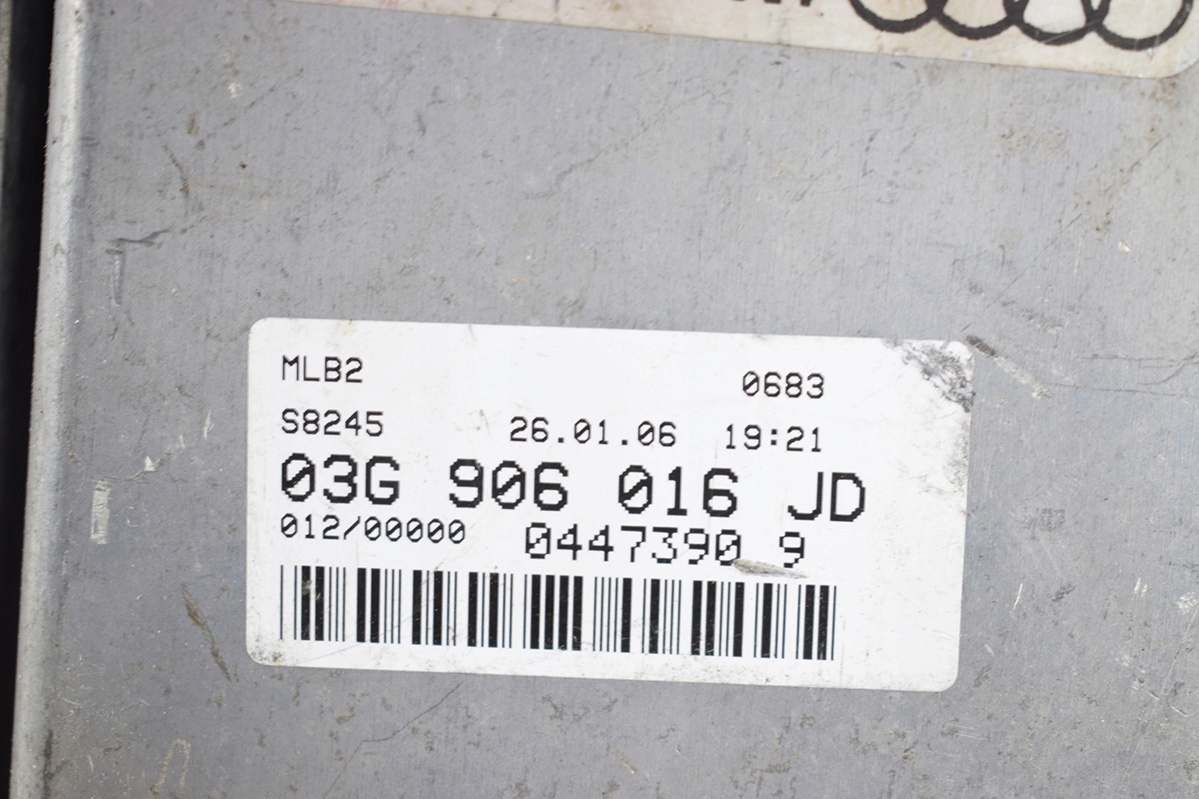 MLB2 0683
S8245 26.01.06 19:21
03G 906 016 JD
012/00000 0447390 9